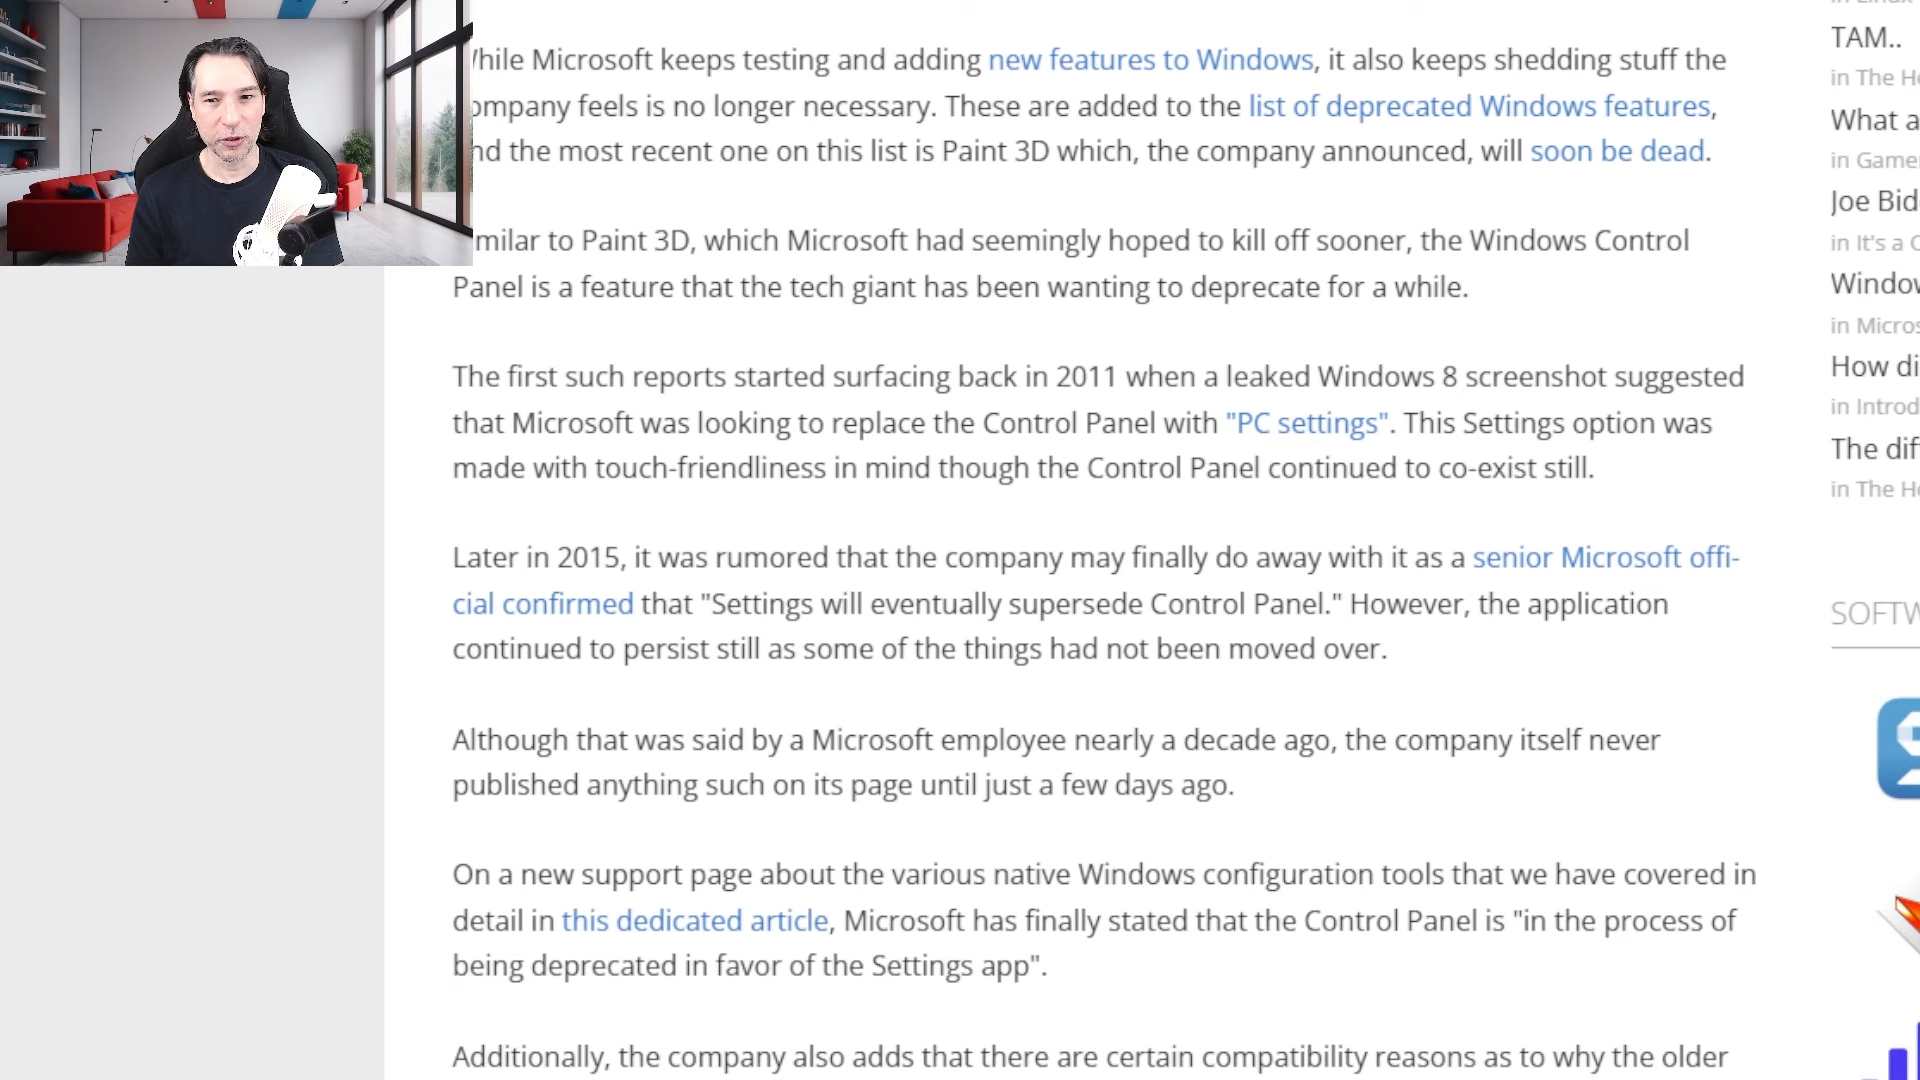 hile Microsoft keeps testing and adding new features to Windows, it also keeps shedding stuff the
ompany feels is no longer necessary. These are added to the list of deprecated Windows features,
nd the most recent one on this list is Paint 3D which, the company announced, will soon be dead.
milar to Paint 3D, which Microsoft had seemingly hoped to kill off sooner, the Windows Control
Panel is a feature that the tech giant has been wanting to deprecate for a while.
The first such reports started surfacing back in 2011 when a leaked Windows 8 screenshot suggested
that Microsoft was looking to replace the Control Panel with "PC settings". This Settings option was
made with touch-friendliness in mind though the Control Panel continued to co-exist still.
Later in 2015, it was rumored that the company may finally do away with it as a senior Microsoft offi-
cial confirmed that "Settings will eventually supersede Control Panel." However, the application
continued to persist still as some of the things had not been moved over.
Although that was said by a Microsoft employee nearly a decade ago, the company itself never
published anything such on its page until just a few days ago.
On a new support page about the various native Windows configuration tools that we have covered in
detail in this dedicated article, Microsoft has finally stated that the Control Panel is "in the process of
being deprecated in favor of the Settings app".
Additionally, the company also adds that there are certain compatibility reasons as to why the older
TAM..
in The Ho
What a
in Gamer
Joe Bid
in It's a C
Window
in Micros
How di
in Introd
The dif
in The Ho
SOFTW